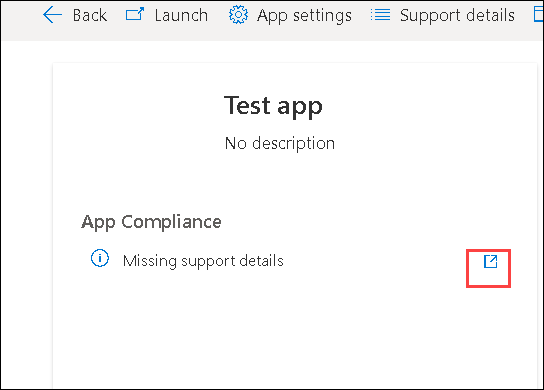 Back Launch App settings Support details
Test app
No description
App Compliance
Missing support details